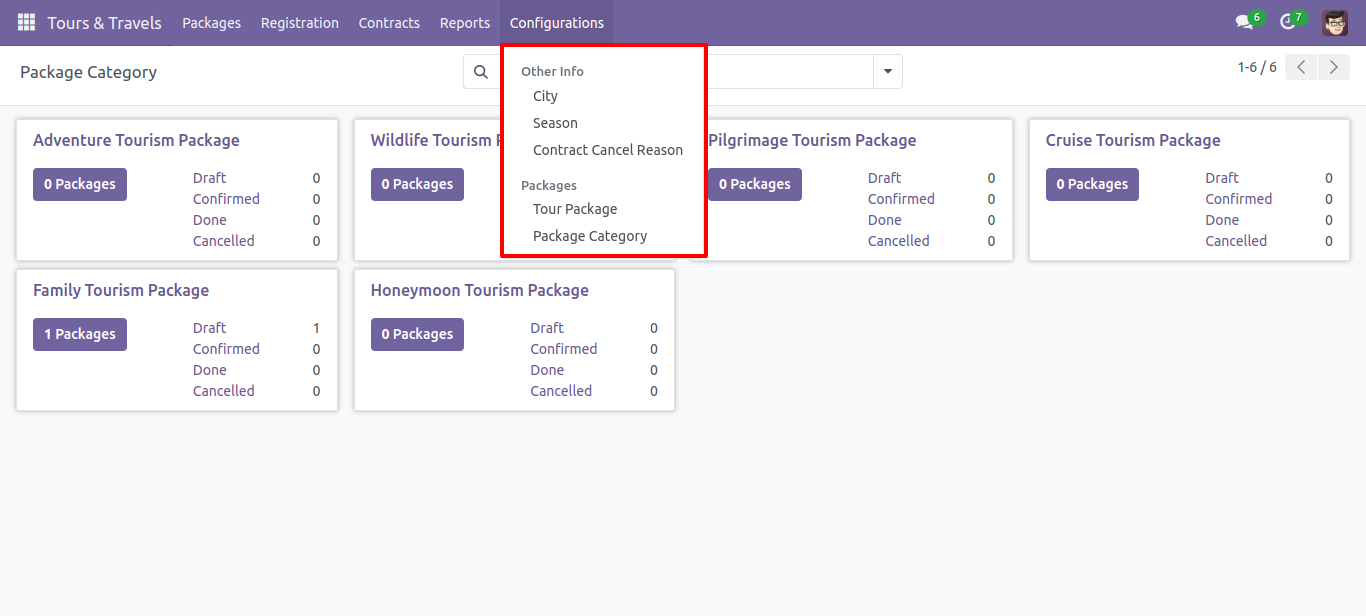 Tours & Travels Packages Registration Contracts Reports Configurations 6 7
Package Category
1-6 / 6
Other Info
City
Season
Contract Cancel Reason
Packages
Tour Package
Package Category
Adventure Tourism Package
0 Packages
Draft 0
Confirmed 0
Done 0
Cancelled 0
Wildlife Tourism
0 Packages
Pilgrimage Tourism Package
0 Packages
Draft 0
Confirmed 0
Done 0
Cancelled 0
Cruise Tourism Package
0 Packages
Draft 0
Confirmed 0
Done 0
Cancelled 0
Family Tourism Package
1 Packages
Draft 1
Confirmed 0
Done 0
Cancelled 0
Honeymoon Tourism Package
0 Packages
Draft 0
Confirmed 0
Done 0
Cancelled 0